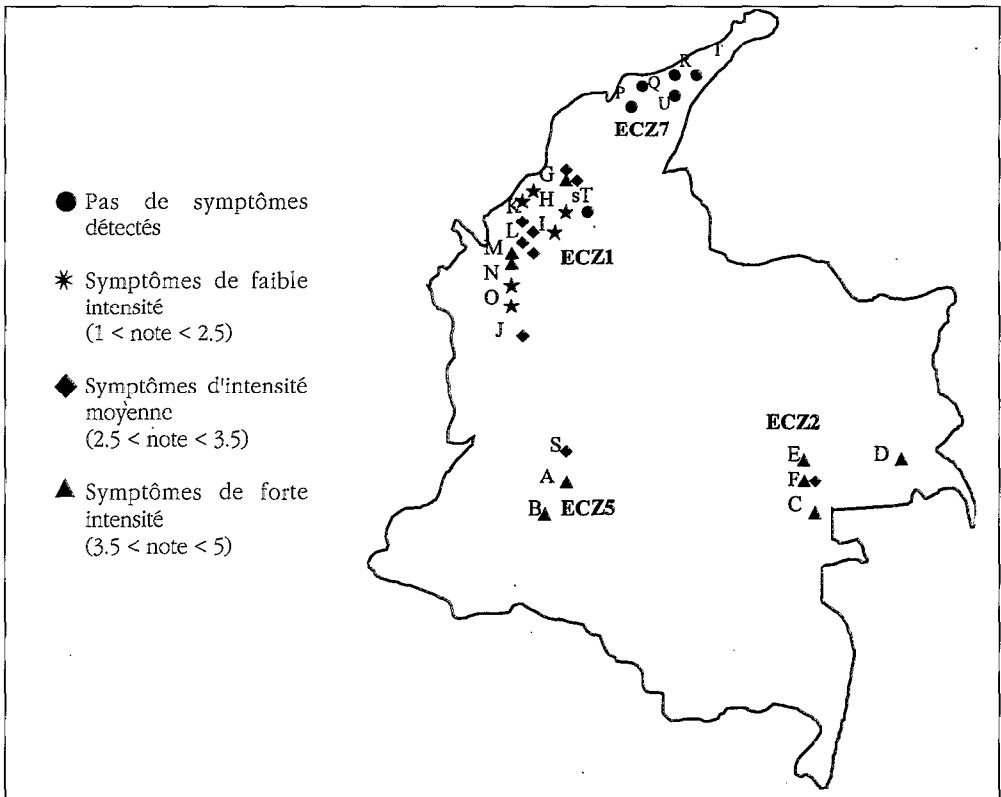 Pas de symptômes
détectés
Symptômes de faible
intensité
(1 < note < 2.5)
Symptômes d'intensité
moyenne
(2.5 < note < 3.5)
Symptômes de forte
intensité
(3.5 < note < 5)
R
Q
P
U
ECZ7
G
sT
H
K
I
L
M
ECZ1
N
O
J
ECZ2
S
E
D
A
F
B
ECZ5
C